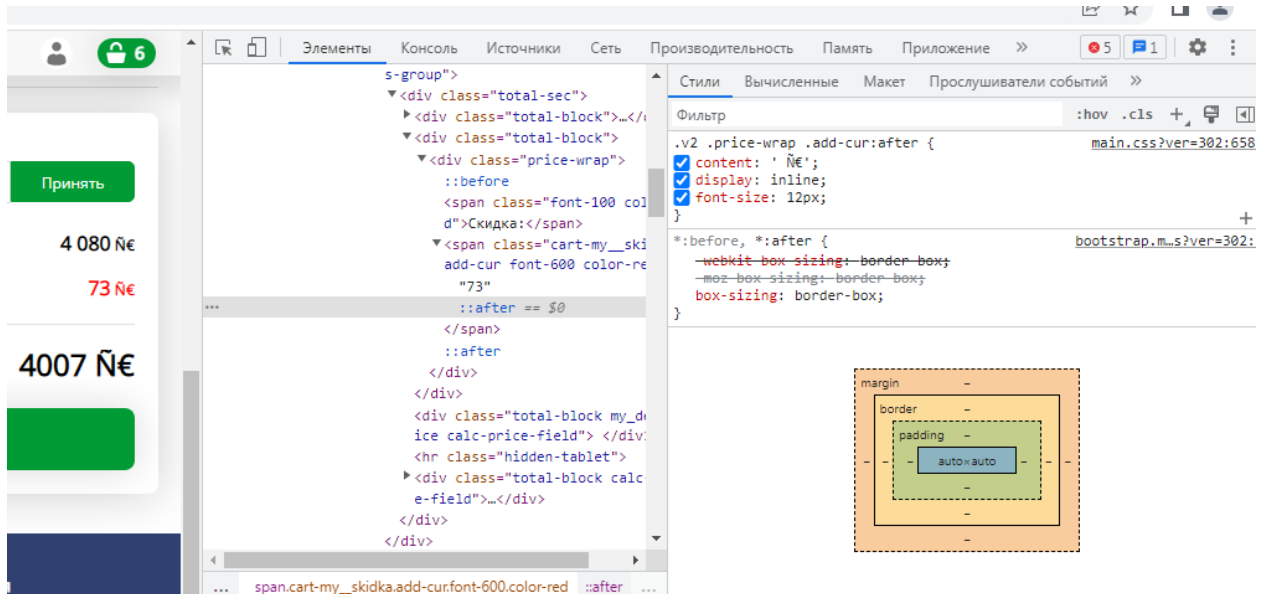 6
Элементы Консоль Источники Сеть Производительность Память Приложение » 5 1
s-group">
<div class="total-sec">
<div class="total-block">…</
<div class="total-block">
<div class="price-wrap">
::before
<span class="font-100 col
d">Скидка:</span>
<span class="cart-my__ski
add-cur font-600 color-re
"73"
::after == $0
</span>
::after
</div>
</div>
<div class="total-block my_d
ice calc-price-field"> </div
<hr class="hidden-tablet">
<div class="total-block calc
e-field">…</div>
</div>
</div>
... span.cart-my__skidka.add-cur.font-600.color-red ::after ...
Принять
4 080 Ñ€
73 Ñ€
4007 Ñ€
Стили Вычисленные Макет Прослушиватели событий »
Фильтр :hov .cls +
.v2 .price-wrap .add-cur:after { main.css?ver=302:658
content: ' Ñ€';
display: inline;
font-size: 12px;
}
*:before, *:after { bootstrap.m…s?ver=302:
-webkit-box-sizing: border-box;
-moz-box-sizing: border-box;
box-sizing: border-box;
}
margin –
border –
padding –
– – – auto×auto – – –
–
–
–